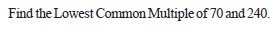 Find the Lowest Common Multiple of 70 and 240.